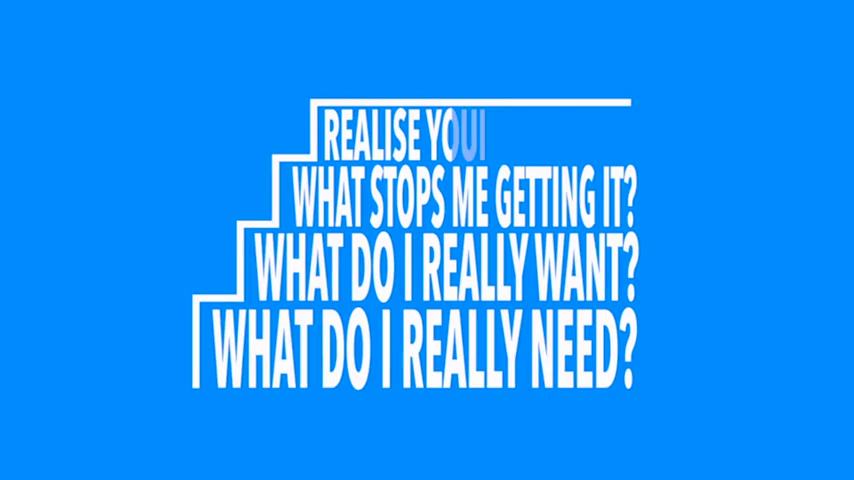 REALISE YOU
WHAT STOPS ME GETTING IT?
WHAT DO I REALLY WANT?
WHAT DO I REALLY NEED?